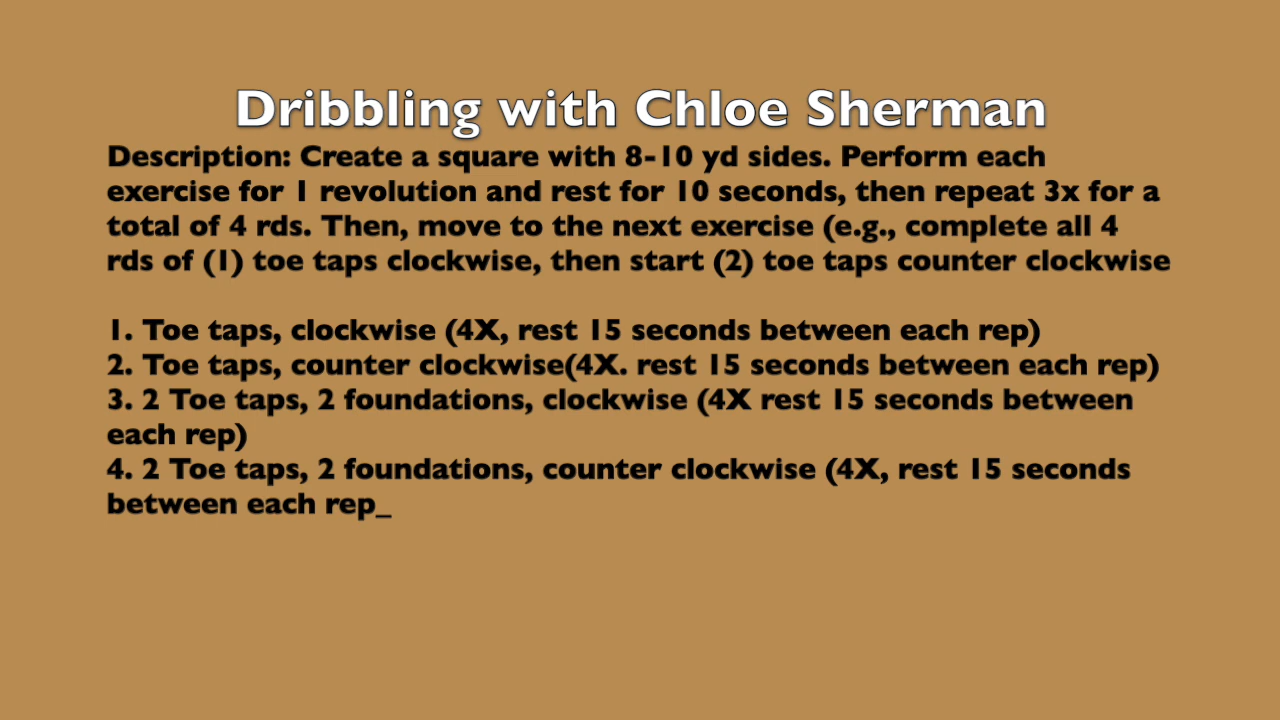 Dribbling with Chloe Sherman
Description: Create a square with 8-10 yd sides. Perform each
exercise for 1 revolution and rest for 10 seconds, then repeat 3x for a
total of 4 rds. Then, move to the next exercise (e.g., complete all 4
rds of (1) toe taps clockwise, then start (2) toe taps counter clockwise
1. Toe taps, clockwise (4X, rest 15 seconds between each rep)
2. Toe taps, counter clockwise(4X. rest 15 seconds between each rep)
3. 2 Toe taps, 2 foundations, clockwise (4X rest 15 seconds between
each rep)
4. 2 Toe taps, 2 foundations, counter clockwise (4X, rest 15 seconds
between each rep_